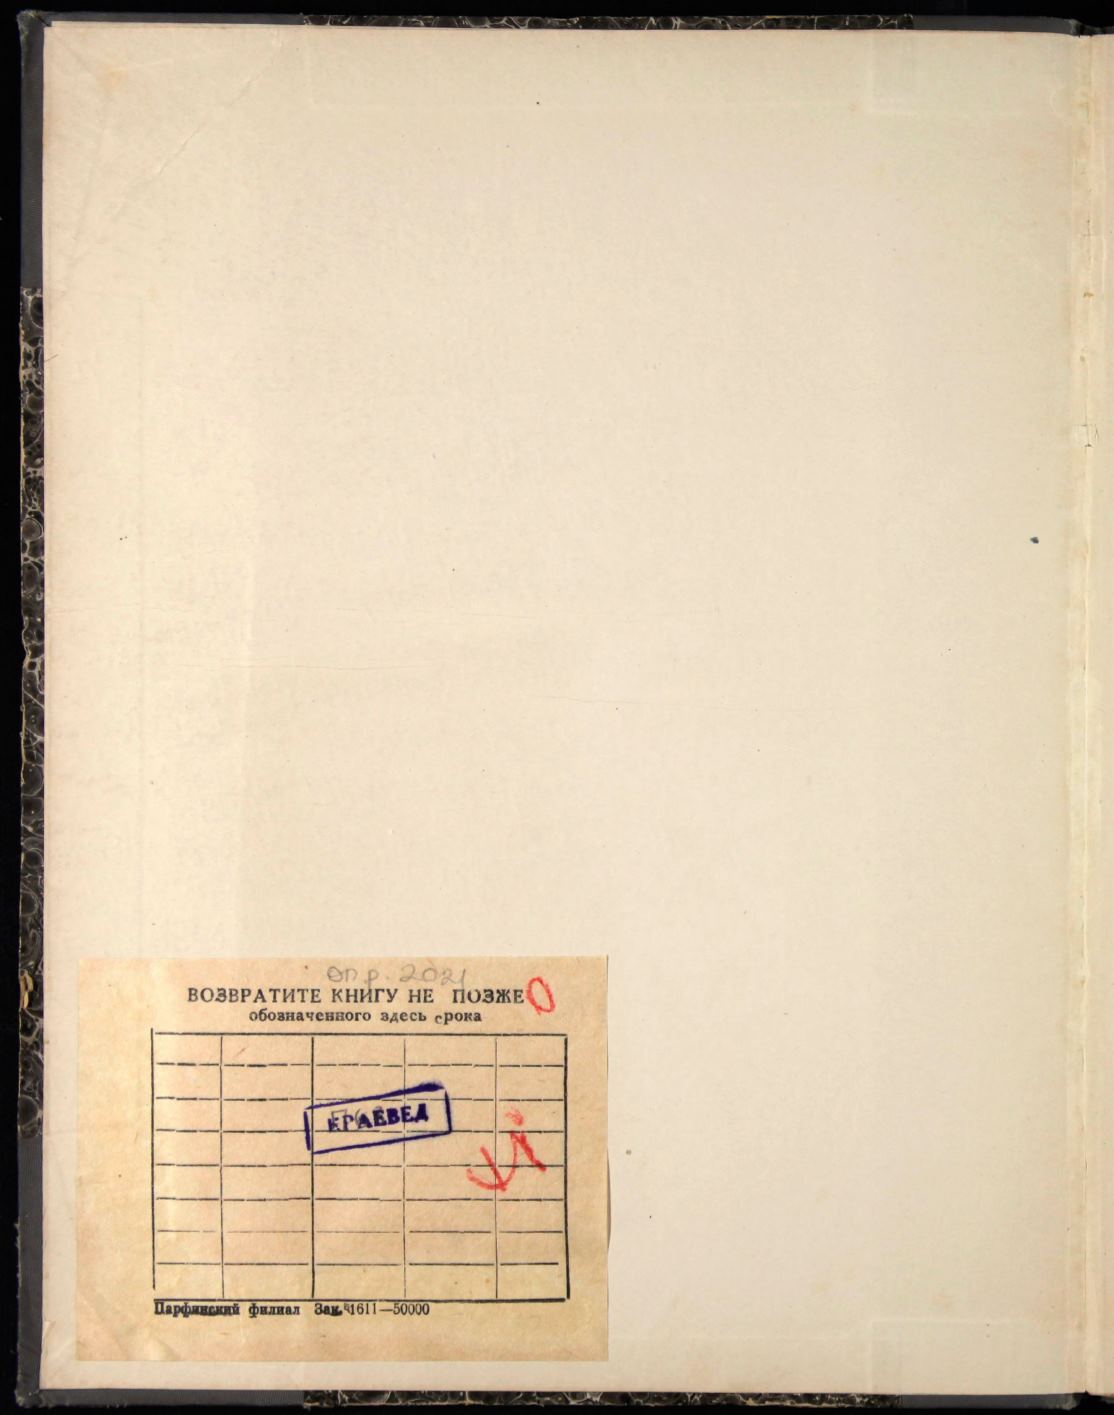 опр. 2021
ВОЗВРАТИТЕ КНИГУ НЕ ПОЗЖЕ
обозначенного здесь срока
КРАЕВЕД
Парфинский филиал Зак. 1611—50000